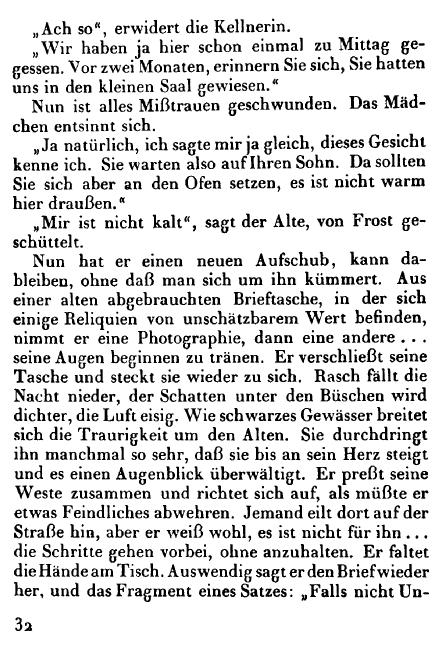 „Ach so“, erwidert die Kellnerin.
„Wir haben ja hier schon einmal zu Mittag ge-
gessen. Vor zwei Monaten, erinnern Sie sich, Sie hatten
uns in den kleinen Saal gewiesen.“
Nun ist alles Mißtrauen geschwunden. Das Mäd-
chen entsinnt sich.
„Ja natürlich, ich sagte mir ja gleich, dieses Gesicht
kenne ich. Sie warten also auf Ihren Sohn. Da sollten
Sie sich aber an den Ofen setzen, es ist nicht warm
hier draußen.“
„Mir ist nicht kalt“, sagt der Alte, von Frost ge-
schüttelt.
Nun hat er einen neuen Aufschub, kann da-
bleiben, ohne daß man sich um ihn kümmert. Aus
einer alten abgebrauchten Brieftasche, in der sich
einige Reliquien von unschätzbarem Wert befinden,
nimmt er eine Photographie, dann eine andere . . .
seine Augen beginnen zu tränen. Er verschließt seine
Tasche und steckt sie wieder zu sich. Rasch fällt die
Nacht nieder, der Schatten unter den Büschen wird
dichter, die Luft eisig. Wie schwarzes Gewässer breitet
sich die Traurigkeit um den Alten. Sie durchdringt
ihn manchmal so sehr, daß sie bis an sein Herz steigt
und es einen Augenblick überwältigt. Er preßt seine
Weste zusammen und richtet sich auf, als müßte er
etwas Feindliches abwehren. Jemand eilt dort auf der
Straße hin, aber er weiß wohl, es ist nicht für ihn . . .
die Schritte gehen vorbei, ohne anzuhalten. Er faltet
die Hände am Tisch. Auswendig sagt er den Brief wieder
her, und das Fragment eines Satzes: „Falls nicht Un-
32